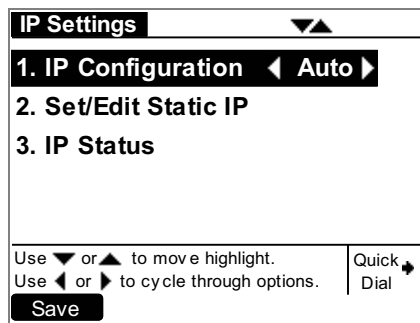 IP Settings ▼▲
1. IP Configuration ◀ Auto ▶
2. Set/Edit Static IP
3. IP Status
Use ▼ or ▲ to move highlight.
Use ◀ or ▶ to cycle through options.
Quick
Dial
Save